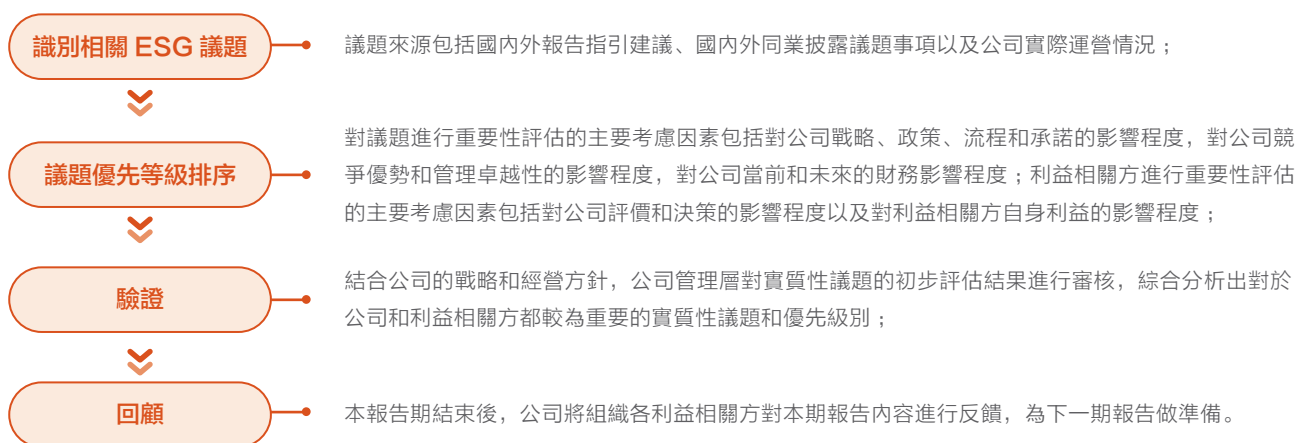 識別相關 ESG 議題
議題來源包括國內外報告指引建議、國內外同業披露議題事項以及公司實際運營情況；
議題優先等級排序
對議題進行重要性評估的主要考慮因素包括對公司戰略、政策、流程和承諾的影響程度，對公司競
爭優勢和管理卓越性的影響程度，對公司當前和未來的財務影響程度；利益相關方進行重要性評估
的主要考慮因素包括對公司評價和決策的影響程度以及對利益相關方自身利益的影響程度；
驗證
結合公司的戰略和經營方針，公司管理層對實質性議題的初步評估結果進行審核，綜合分析出對於
公司和利益相關方都較為重要的實質性議題和優先級別；
回顧
本報告期結束後，公司將組織各利益相關方對本期報告內容進行反饋，為下一期報告做準備。